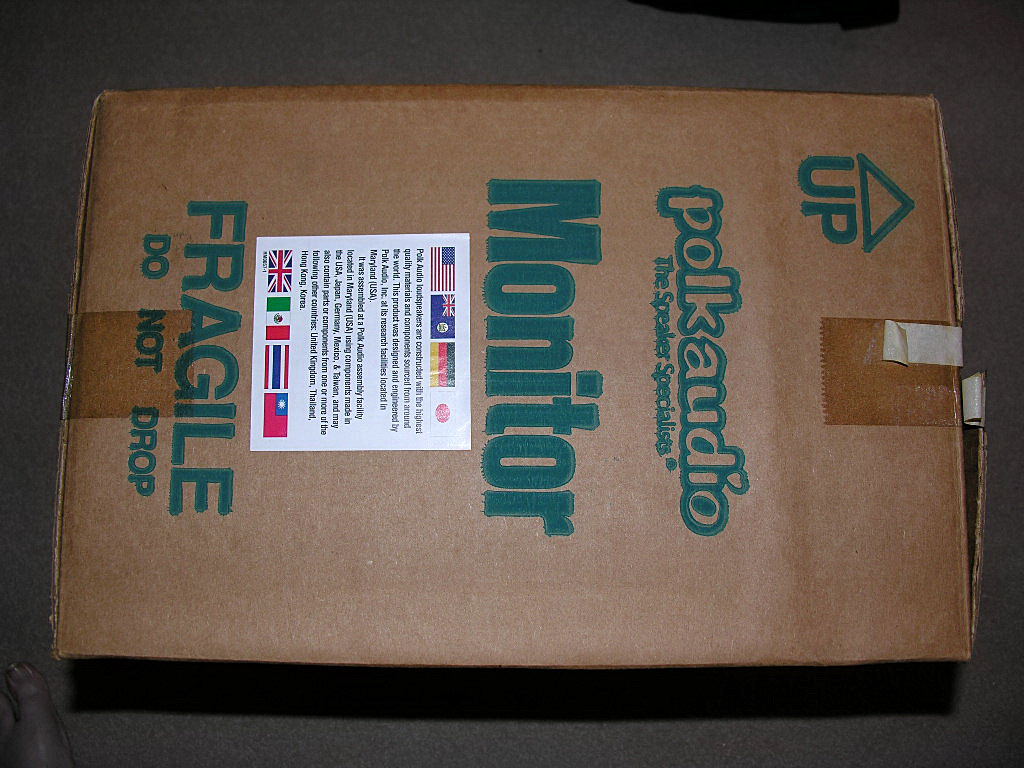 UP
polkaudio
The Speaker Specialists ®
Monitor
Polk Audio loudspeakers are constructed with the highest
quality materials and components sourced from around
the world. This product was designed and engineered by
Polk Audio, Inc. at its research facilities located in
Maryland (USA).
It was assembled at a Polk Audio assembly facility
located in Maryland (USA) using components made in
the USA, Japan, Germany, Mexico, & Taiwan, and may
also contain parts or components from one or more of the
following other countries: United Kingdom, Thailand,
Hong Kong, Korea.
FRAGILE
DO NOT DROP